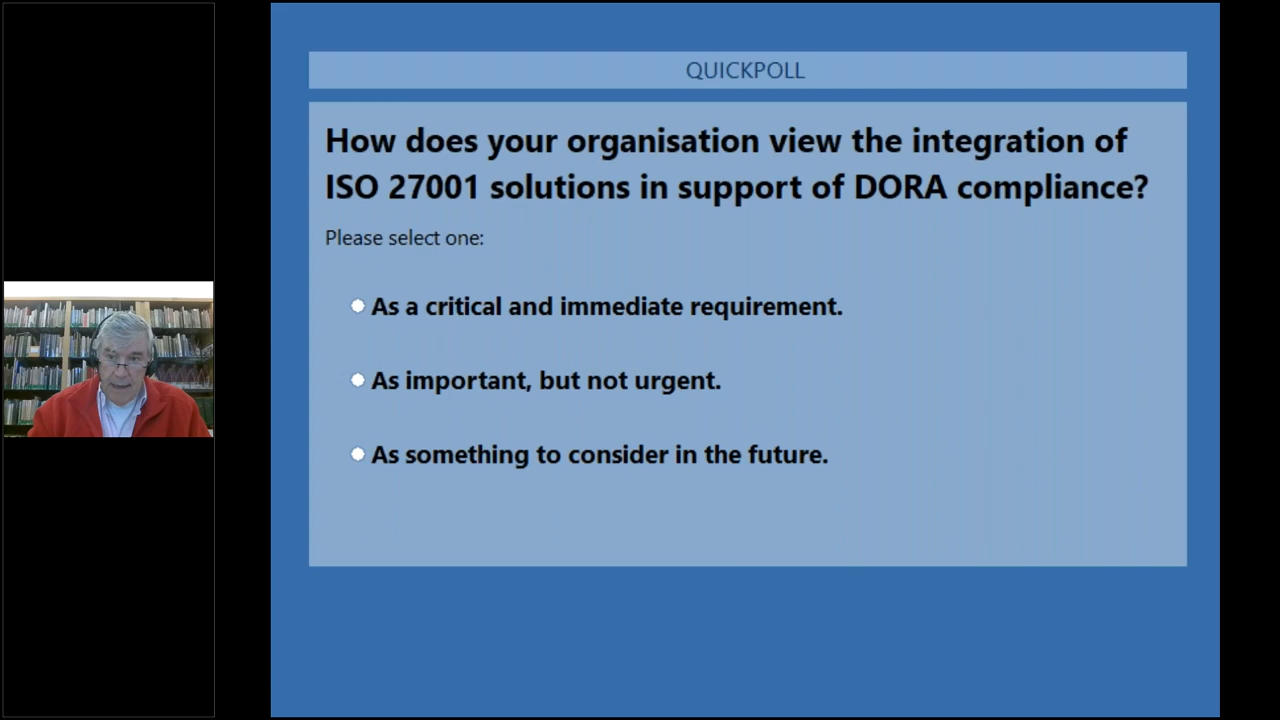 QUICKPOLL
How does your organisation view the integration of
ISO 27001 solutions in support of DORA compliance?
Please select one:
As a critical and immediate requirement.
As important, but not urgent.
As something to consider in the future.